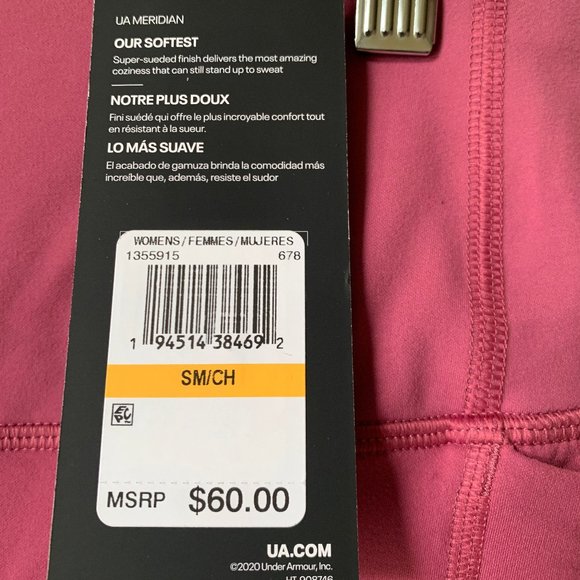 UA MERIDIAN
OUR SOFTEST
Super-sueded finish delivers the most amazing
coziness that can still stand up to sweat
NOTRE PLUS DOUX
Fini suédé qui offre le plus incroyable confort tout
en résistant à la sueur.
LO MÁS SUAVE
El acabado de gamuza brinda la comodidad más
increíble que, además, resiste el sudor
WOMENS/FEMMES/MUJERES
1355915 678
1 94514 38469 2
SM/CH
MSRP $60.00
UA.COM
©2020 Under Armour, Inc.
HT-908746